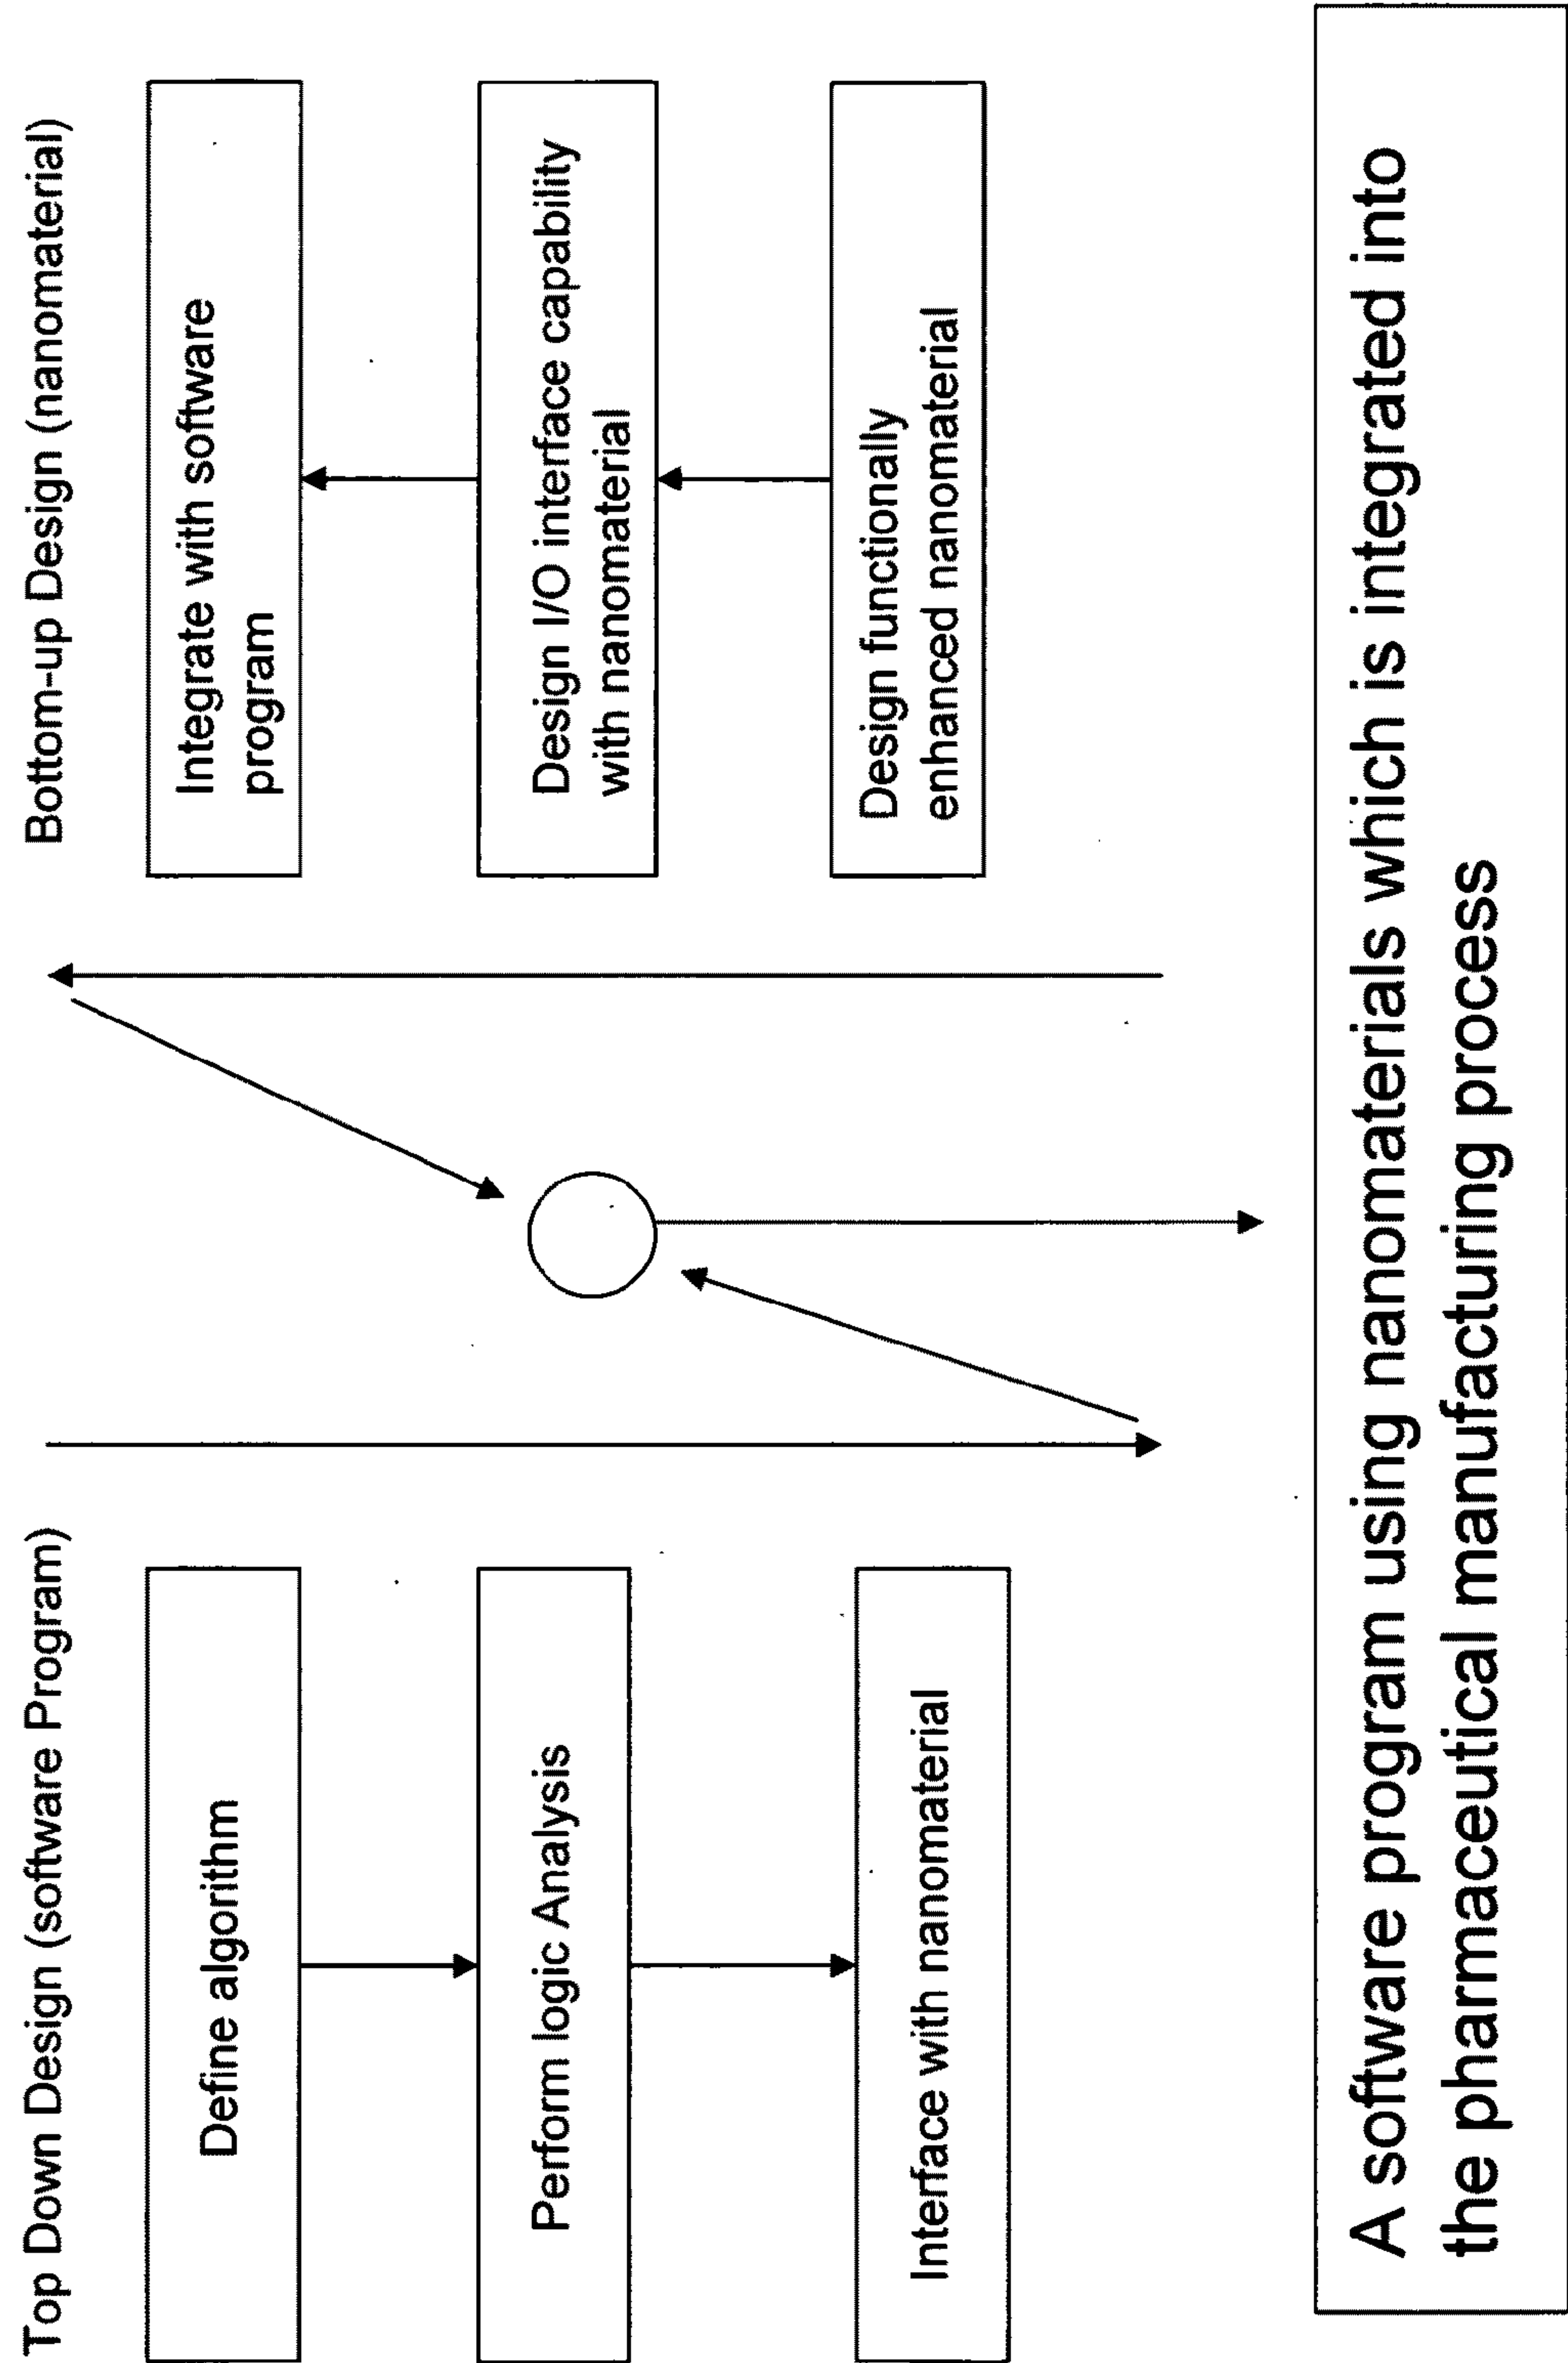 Top Down Design (software Program)
Define algorithm
Perform logic Analysis
Interface with nanomaterial
Bottom-up Design (nanomaterial)
Integrate with software
program
Design I/O interface capability
with nanomaterial
Design functionally
enhanced nanomaterial
A software program using nanomaterials which is integrated into
the pharmaceutical manufacturing process